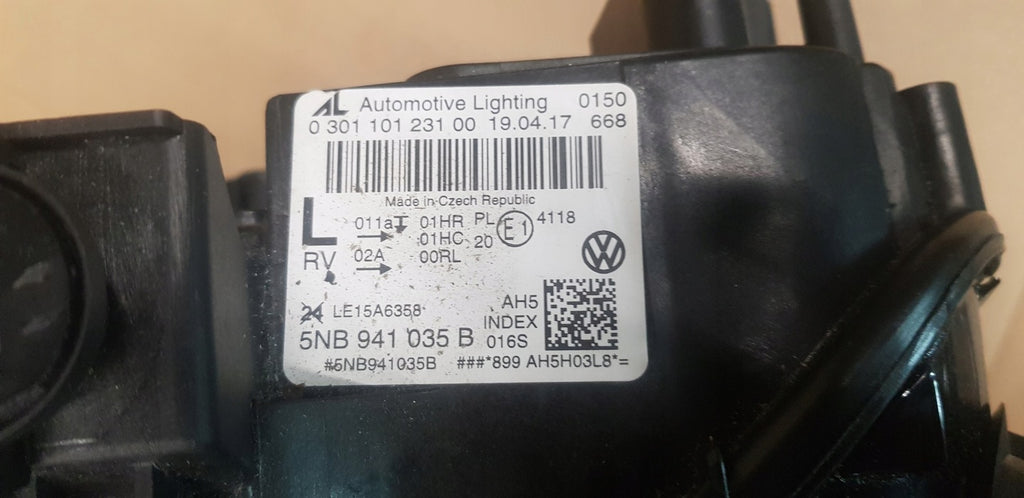 AL Automotive Lighting 0150
0 301 101 231 00 19.04.17 668
Made in Czech Republic
L 011a 01HR PL E1 4118
01HC 20
RV 02A 00RL
VW
24 LE15A6358 AH5
INDEX
5NB 941 035 B 016S
#5NB941035B ###*899 AH5H03L8*=